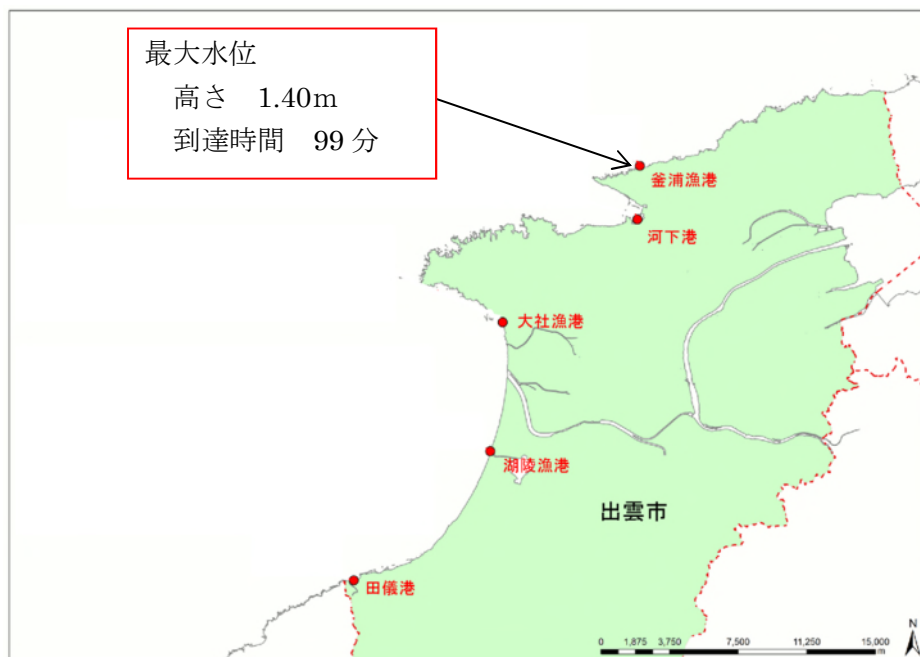 最大水位
高さ 1.40m
到達時間 99分
釜浦漁港
河下港
大社漁港
湖陵漁港
出雲市
田儀港
N
0 1,875 3,750 7,500 11,250 15,000
m